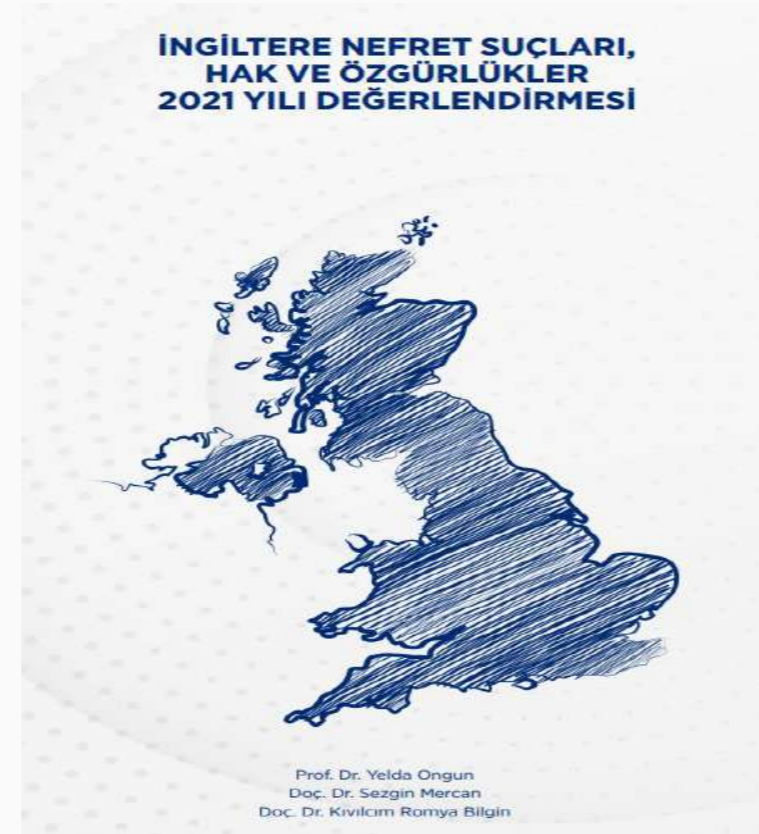 İNGİLTERE NEFRET SUÇLARI,
HAK VE ÖZGÜRLÜKLER
2021 YILI DEĞERLENDİRMESİ
Prof. Dr. Yelda Ongun
Doç. Dr. Sezgin Mercan
Doç. Dr. Kıvılcım Romya Bilgin